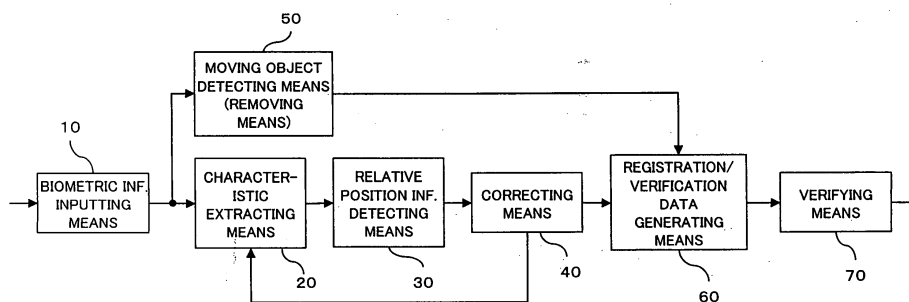 50
MOVING OBJECT
DETECTING MEANS
(REMOVING
MEANS)
10
BIOMETRIC INF.
INPUTTING
MEANS
CHARACTER-
ISTIC
EXTRACTING
MEANS
20
RELATIVE
POSITION INF.
DETECTING
MEANS
30
CORRECTING
MEANS
40
REGISTRATION/
VERIFICATION
DATA
GENERATING
MEANS
60
VERIFYING
MEANS
70